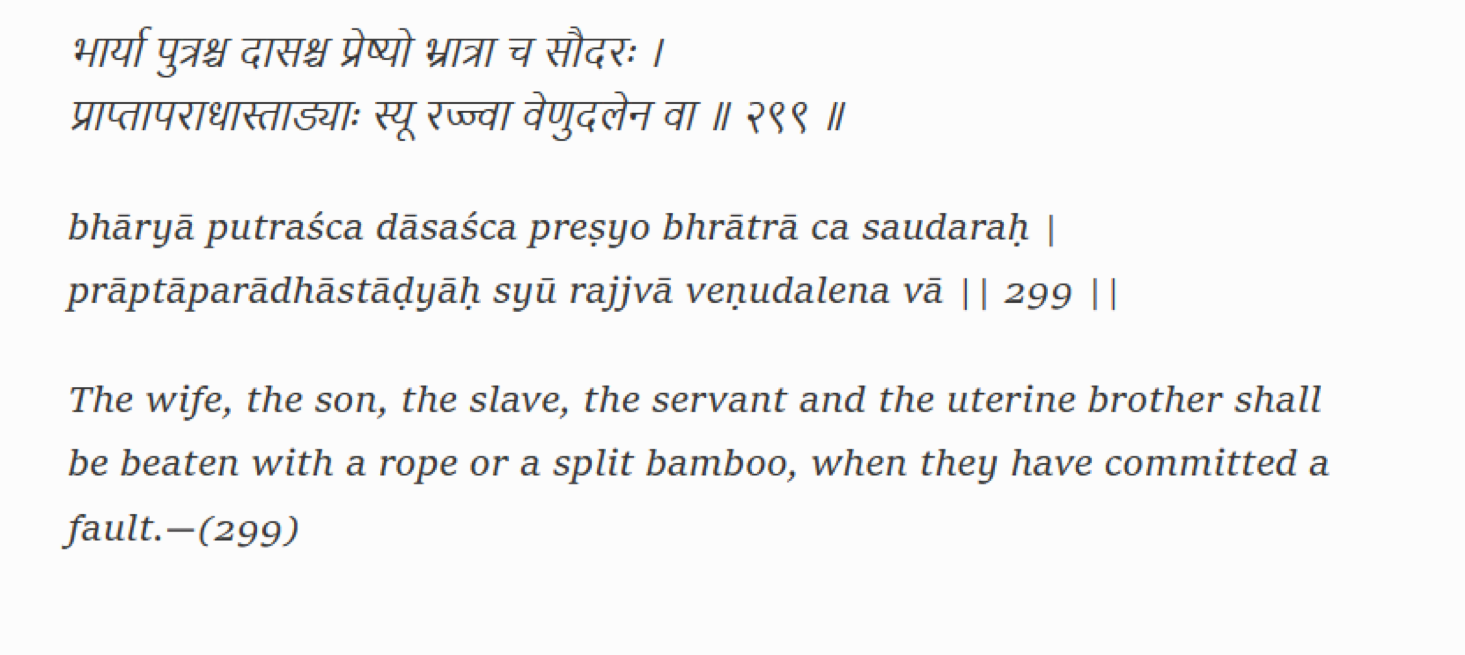 भार्या पुत्रश्च दासश्च प्रेष्यो भ्रात्रा च सौदरः ।
प्राप्तापराधास्ताड्याः स्यू रज्ज्वा वेणुदलेन वा ॥ २९९ ॥
bhāryā putraśca dāsaśca preṣyo bhrātrā ca saudaraḥ |
prāptāparādhāstāḍyāḥ syū rajjvā veṇudalena vā || 299 ||
The wife, the son, the slave, the servant and the uterine brother shall
be beaten with a rope or a split bamboo, when they have committed a
fault.—(299)